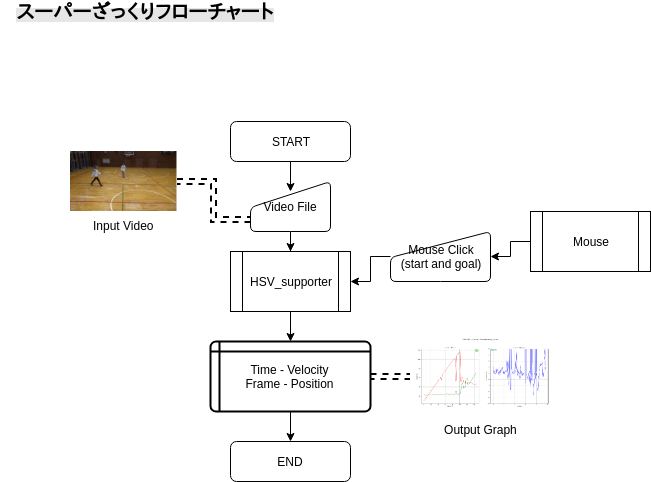 スーパーざっくりフローチャート
START
Video File
Input Video
Mouse Click
(start and goal)
Mouse
HSV_supporter
Time - Velocity
Frame - Position
Output Graph
END